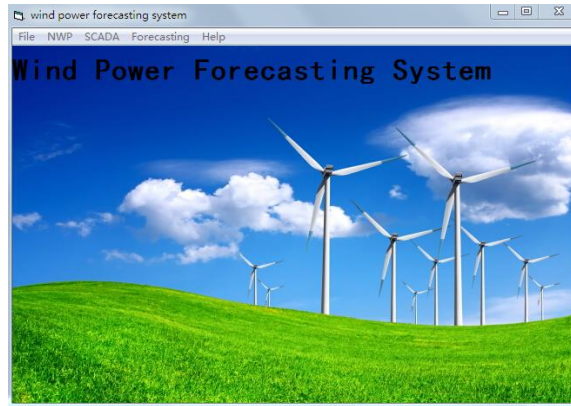 wind power forecasting system
File NWP SCADA Forecasting Help
Wind Power Forecasting System